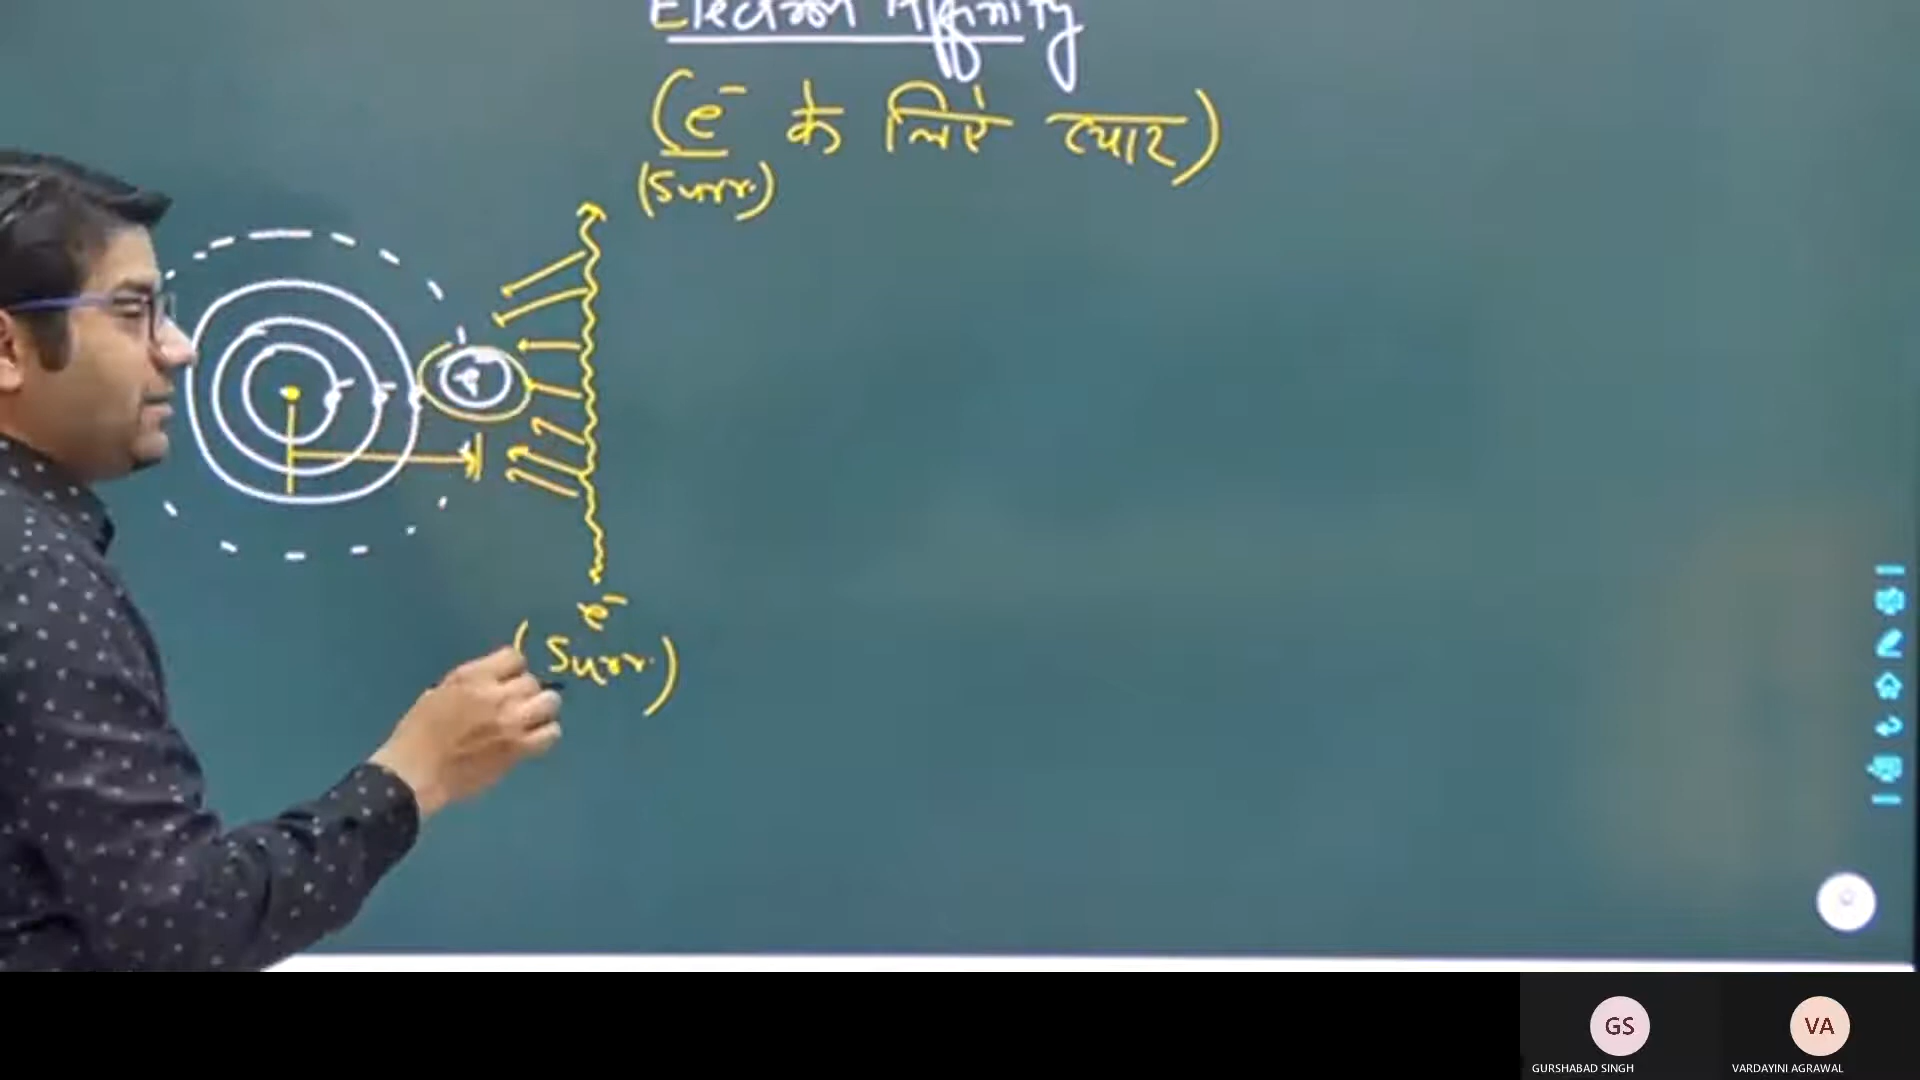 Electron Affinity
(e⁻ के लिए त्यार)
(Surr.)
e⁻
(Surr.)
GS
VA
GURSHABAD SINGH
VARDAYINI AGRAWAL